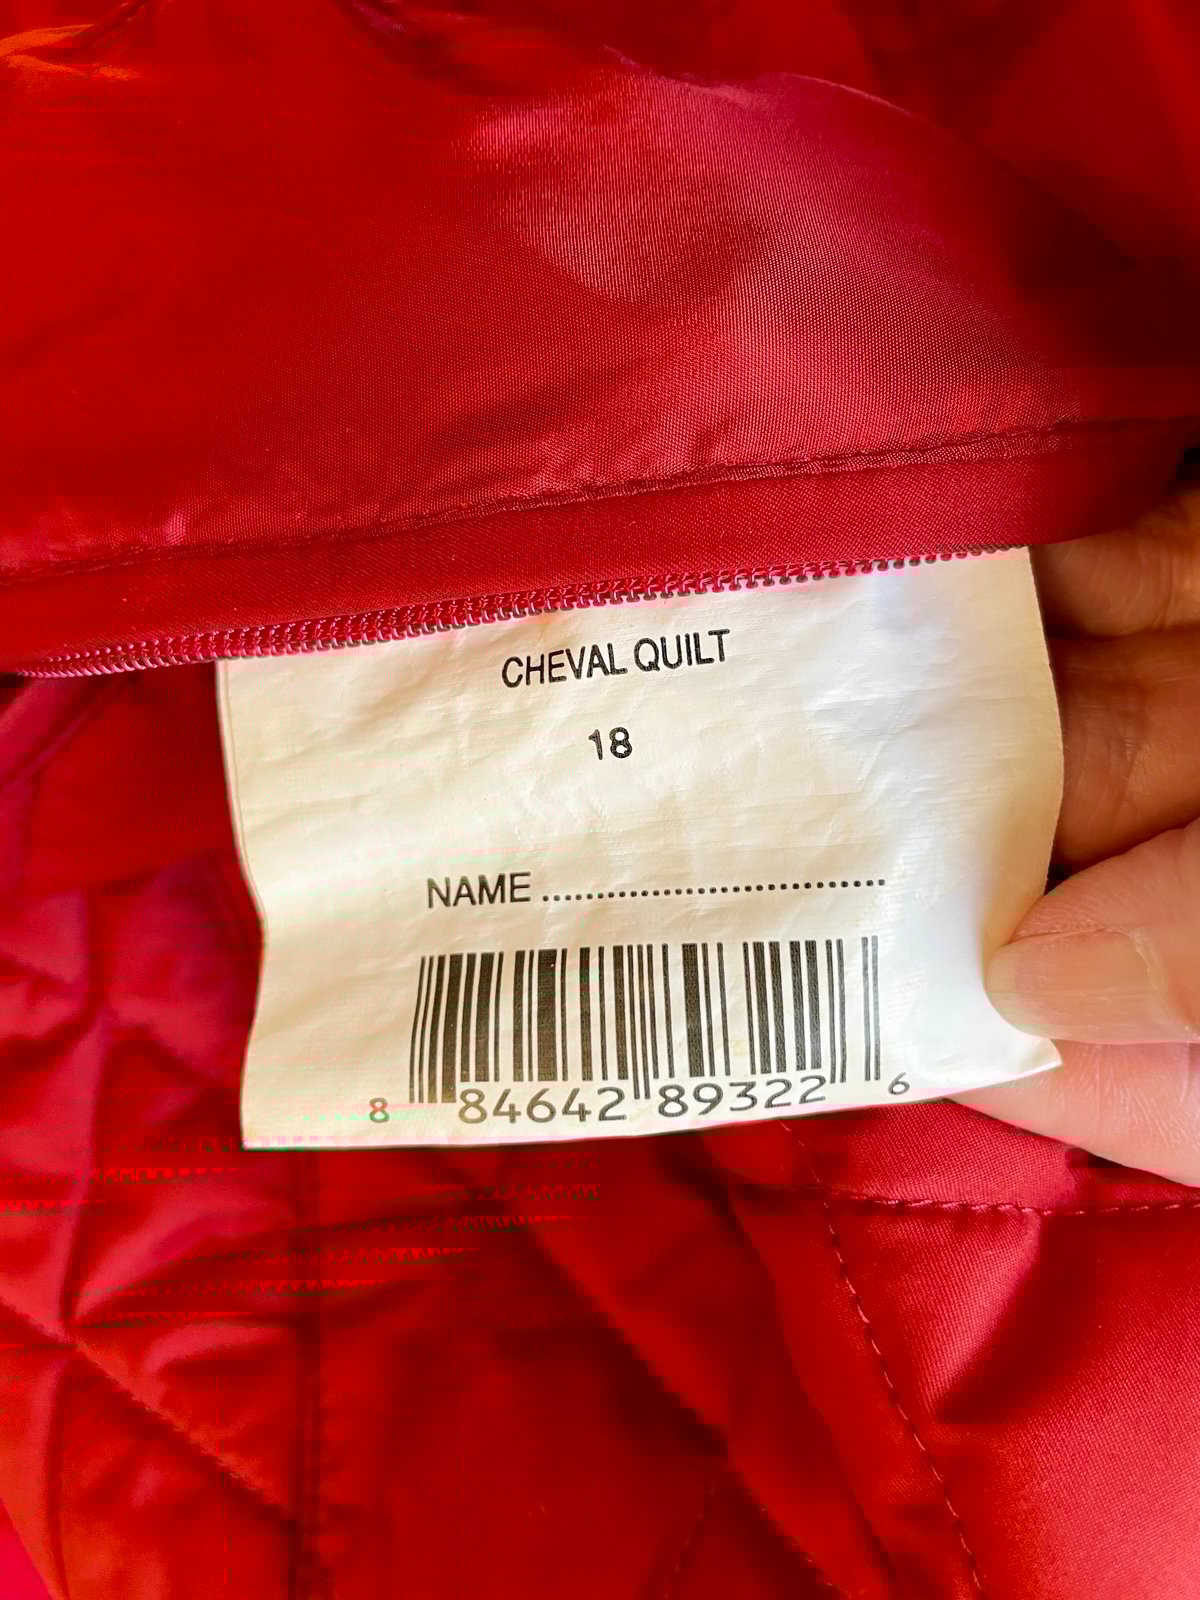 CHEVAL QUILT
18
NAME ................................
8 84642 89322 6